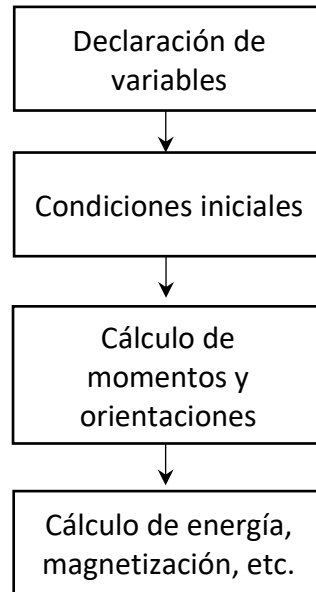 Declaración de
variables
Condiciones iniciales
Cálculo de
momentos y
orientaciones
Cálculo de energía,
magnetización, etc.